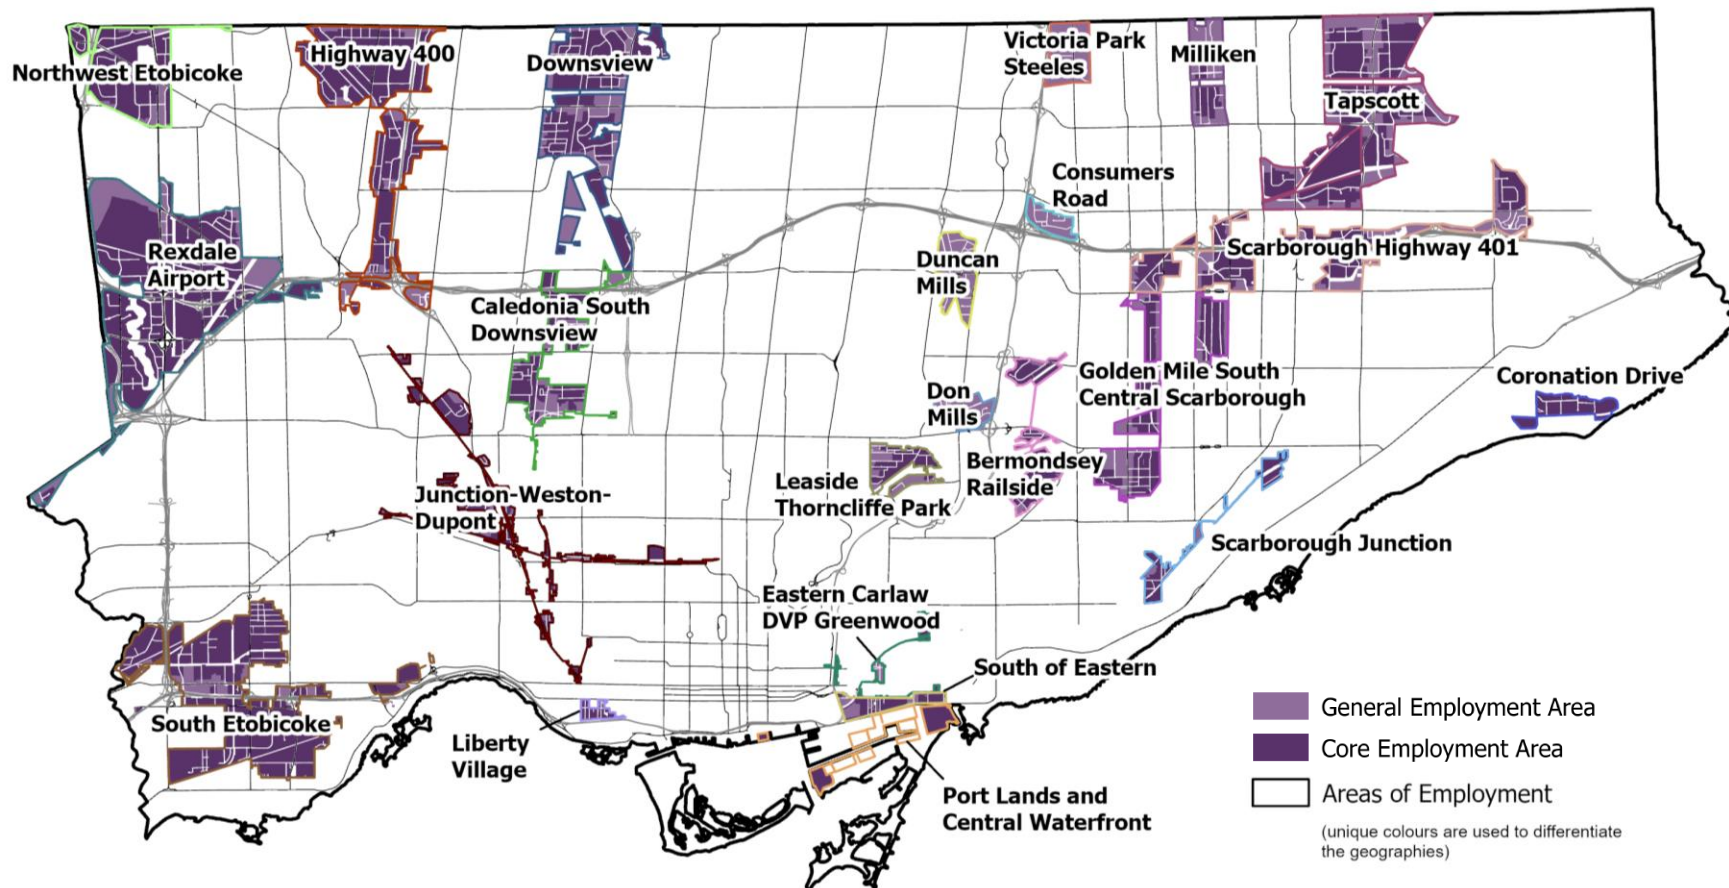 Northwest Etobicoke
Highway 400
Downsview
Victoria Park
Steeles
Milliken
Tapscott
Consumers
Road
Rexdale
Airport
Duncan
Mills
Scarborough Highway 401
Caledonia South
Downsview
Golden Mile South
Central Scarborough
Coronation Drive
Don
Mills
Bermondsey
Railside
Leaside
Thorncliffe Park
Junction-Weston-
Dupont
Scarborough Junction
Eastern Carlaw
DVP Greenwood
South of Eastern
South Etobicoke
Liberty
Village
Port Lands and
Central Waterfront
General Employment Area
Core Employment Area
Areas of Employment
(unique colours are used to differentiate
the geographies)